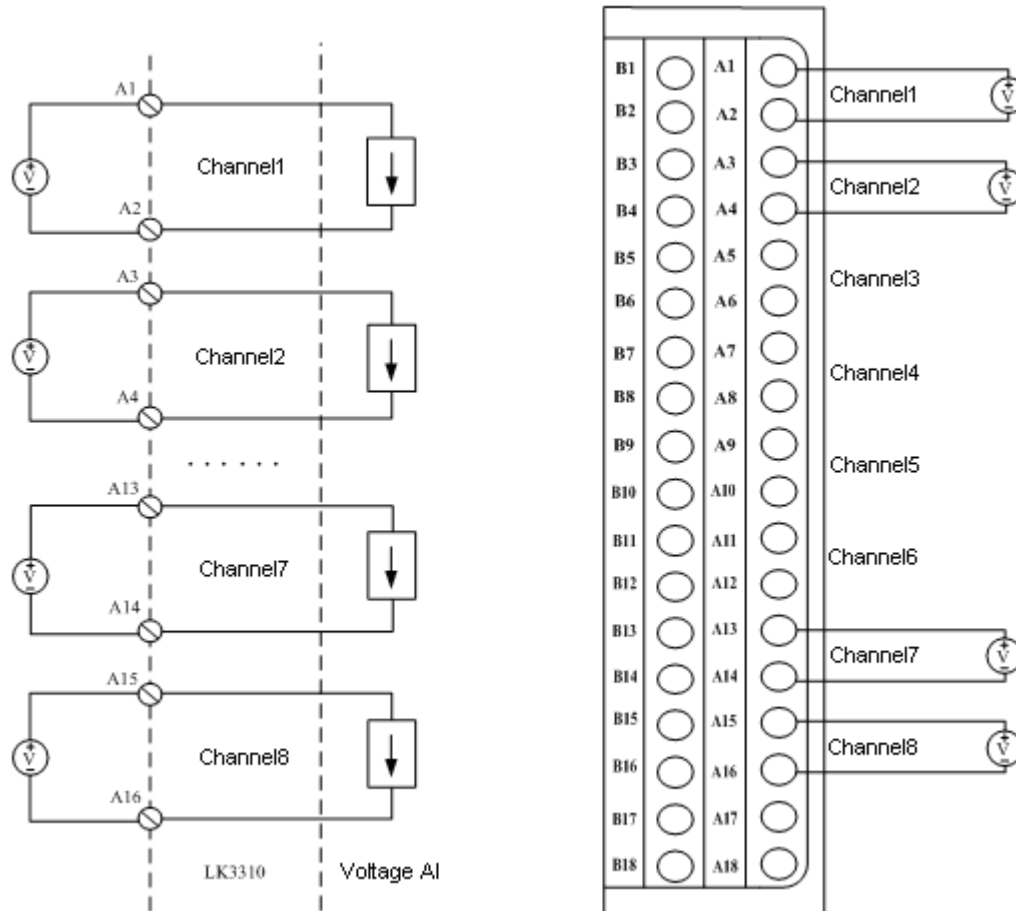 A1
+
V
−
Channel1
A2
A3
+
V
−
Channel2
A4
. . . . . .
A13
+
V
−
Channel7
A14
A15
+
V
−
Channel8
A16
LK3310
Voltage AI
B1 A1
Channel1
+
V
−
B2 A2
B3 A3
Channel2
+
V
−
B4 A4
B5 A5
Channel3
B6 A6
B7 A7
Channel4
B8 A8
B9 A9
Channel5
B10 A10
B11 A11
Channel6
B12 A12
B13 A13
Channel7
+
V
−
B14 A14
B15 A15
Channel8
+
V
−
B16 A16
B17 A17
B18 A18